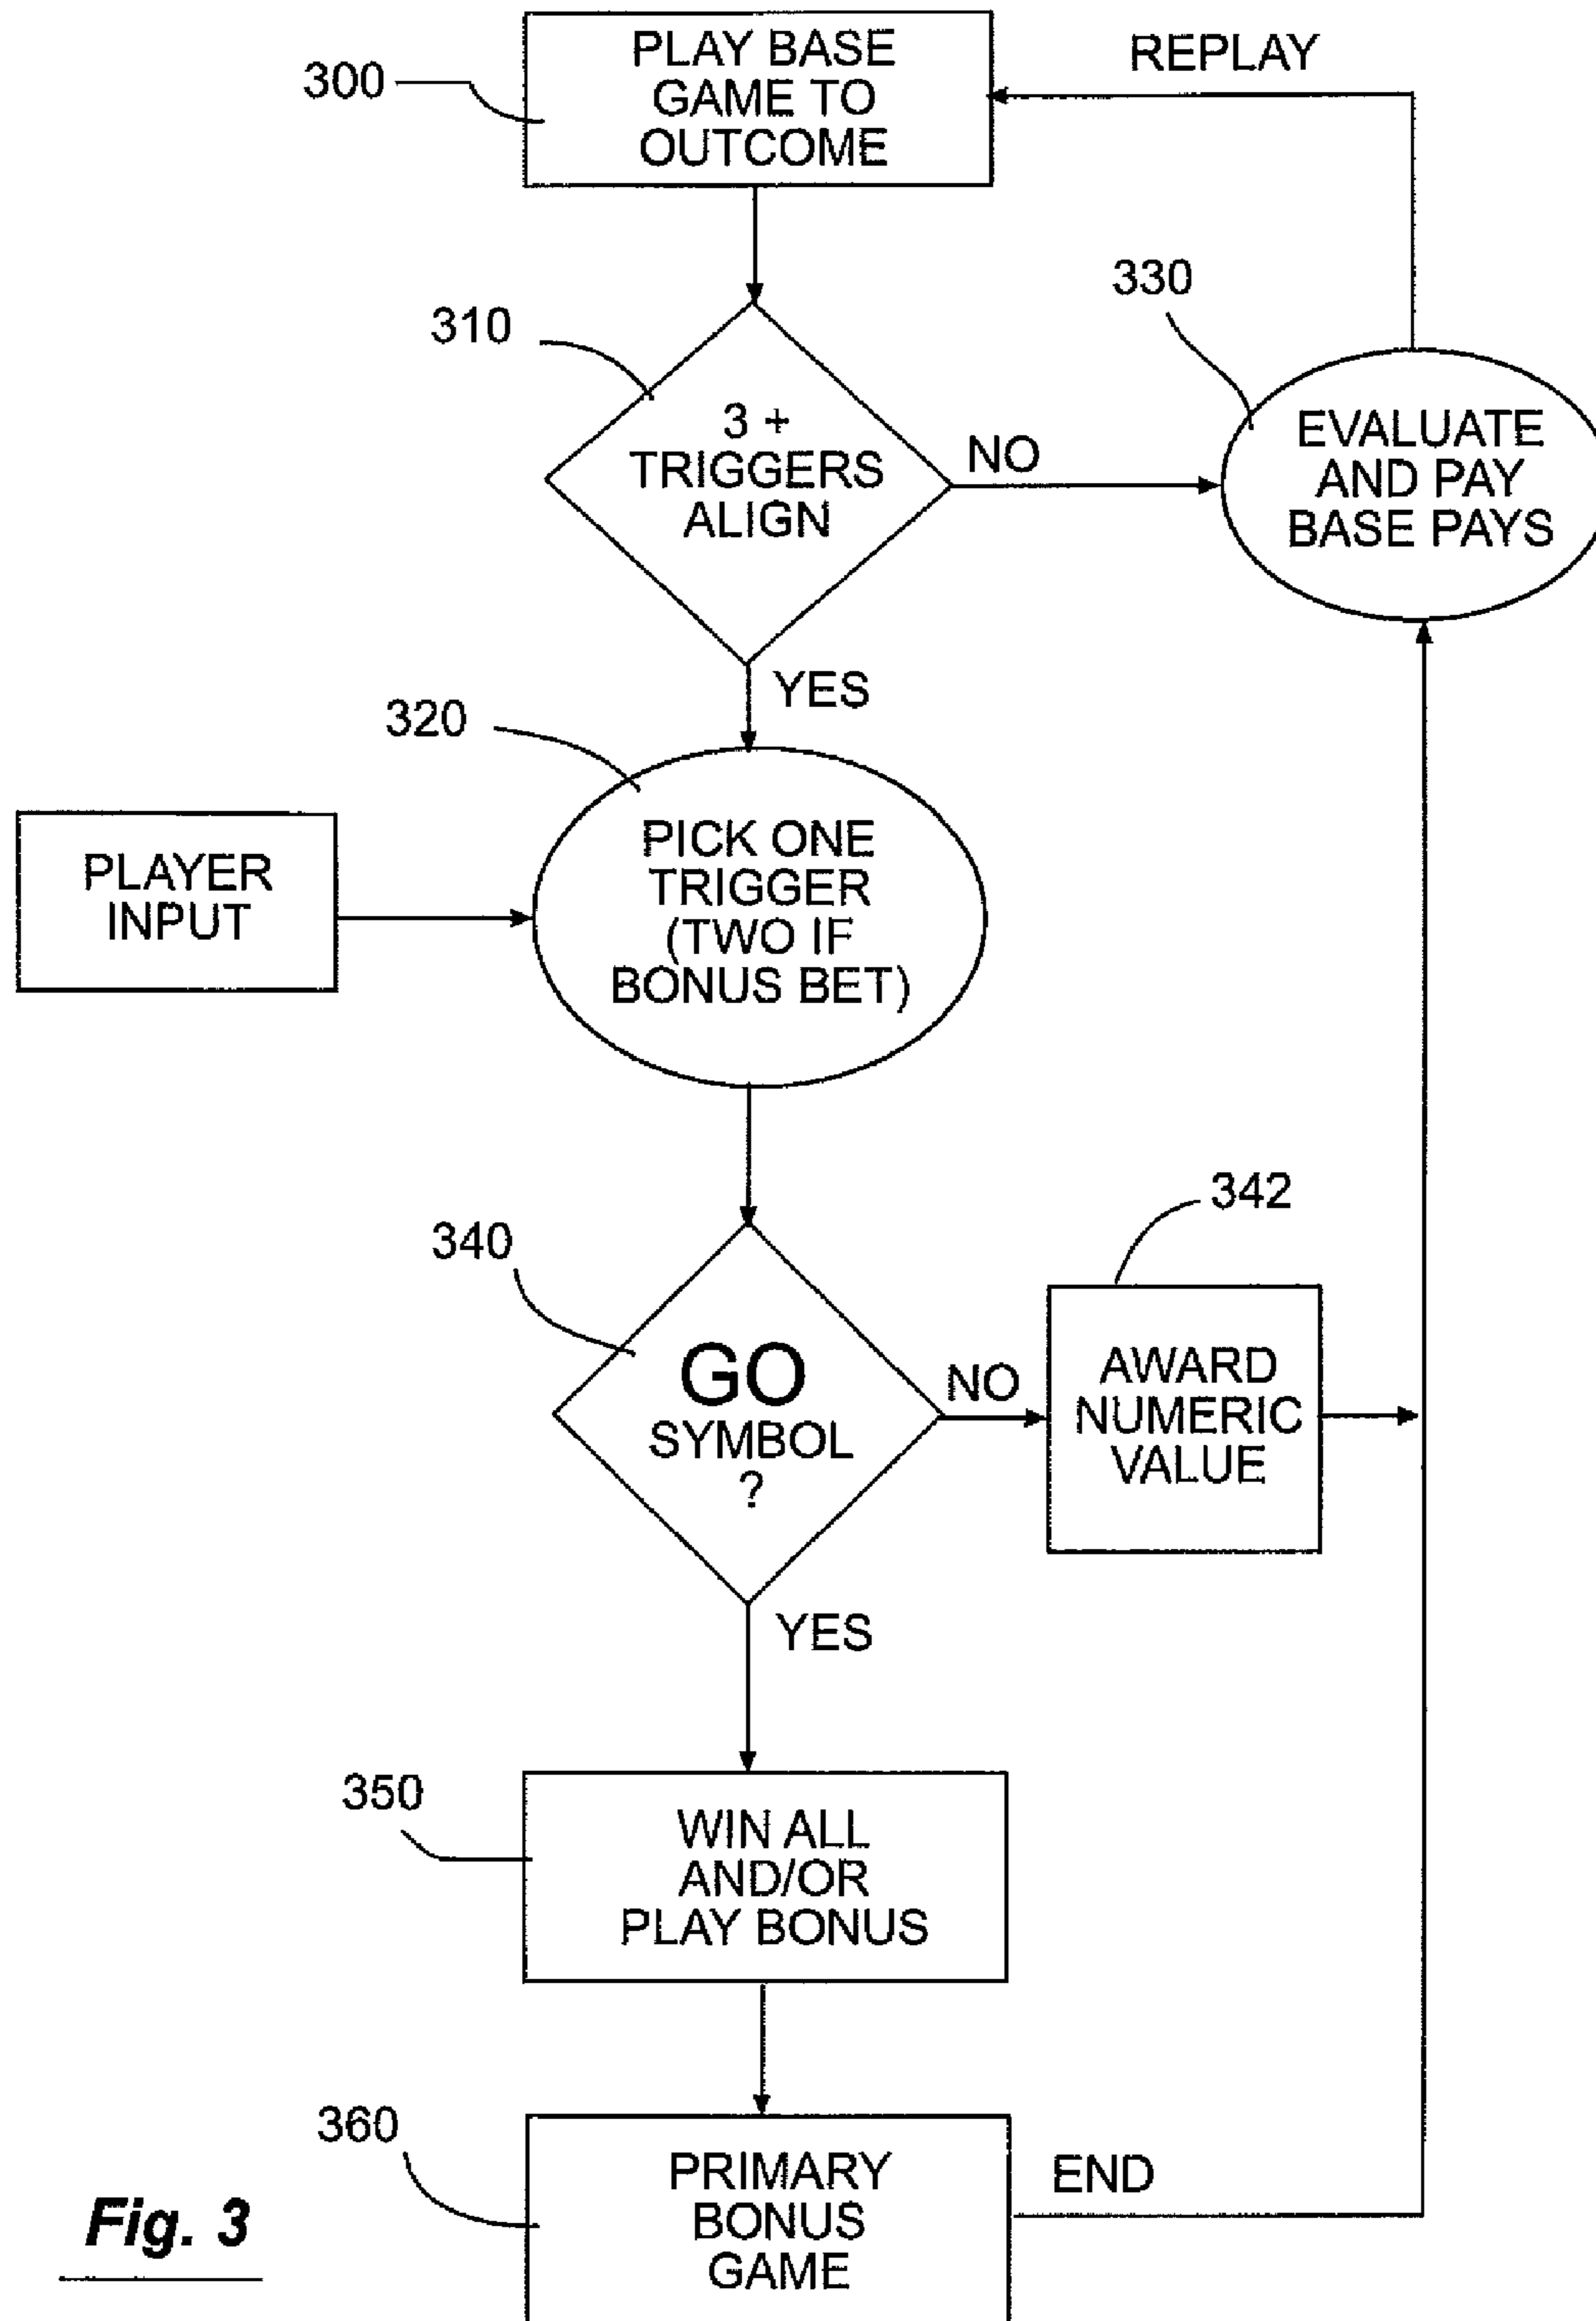 PLAY BASE
GAME TO
OUTCOME
REPLAY
300
330
310
3 +
TRIGGERS
ALIGN
NO
EVALUATE
AND PAY
BASE PAYS
YES
320
PLAYER
INPUT
PICK ONE
TRIGGER
(TWO IF
BONUS BET)
342
340
GO
SYMBOL
?
NO
AWARD
NUMERIC
VALUE
YES
350
WIN ALL
AND/OR
PLAY BONUS
360
PRIMARY
BONUS
GAME
END
Fig. 3